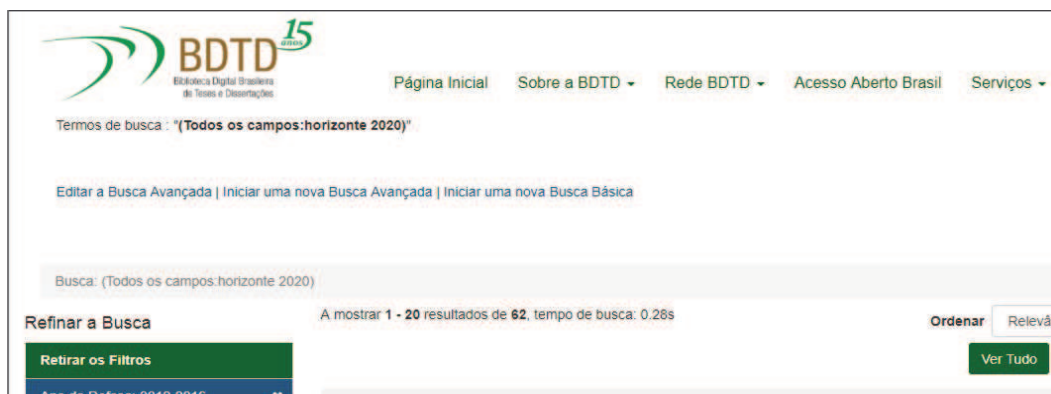 BDTD 15 anos
Biblioteca Digital Brasileira
de Teses e Dissertações
Página Inicial Sobre a BDTD Rede BDTD Acesso Aberto Brasil Serviços
Termos de busca : "(Todos os campos:horizonte 2020)"
Editar a Busca Avançada | Iniciar uma nova Busca Avançada | Iniciar uma nova Busca Básica
Busca: (Todos os campos:horizonte 2020)
Refinar a Busca
A mostrar 1 - 20 resultados de 62, tempo de busca: 0.28s
Ordenar Relevâ
Retirar os Filtros
Ver Tudo